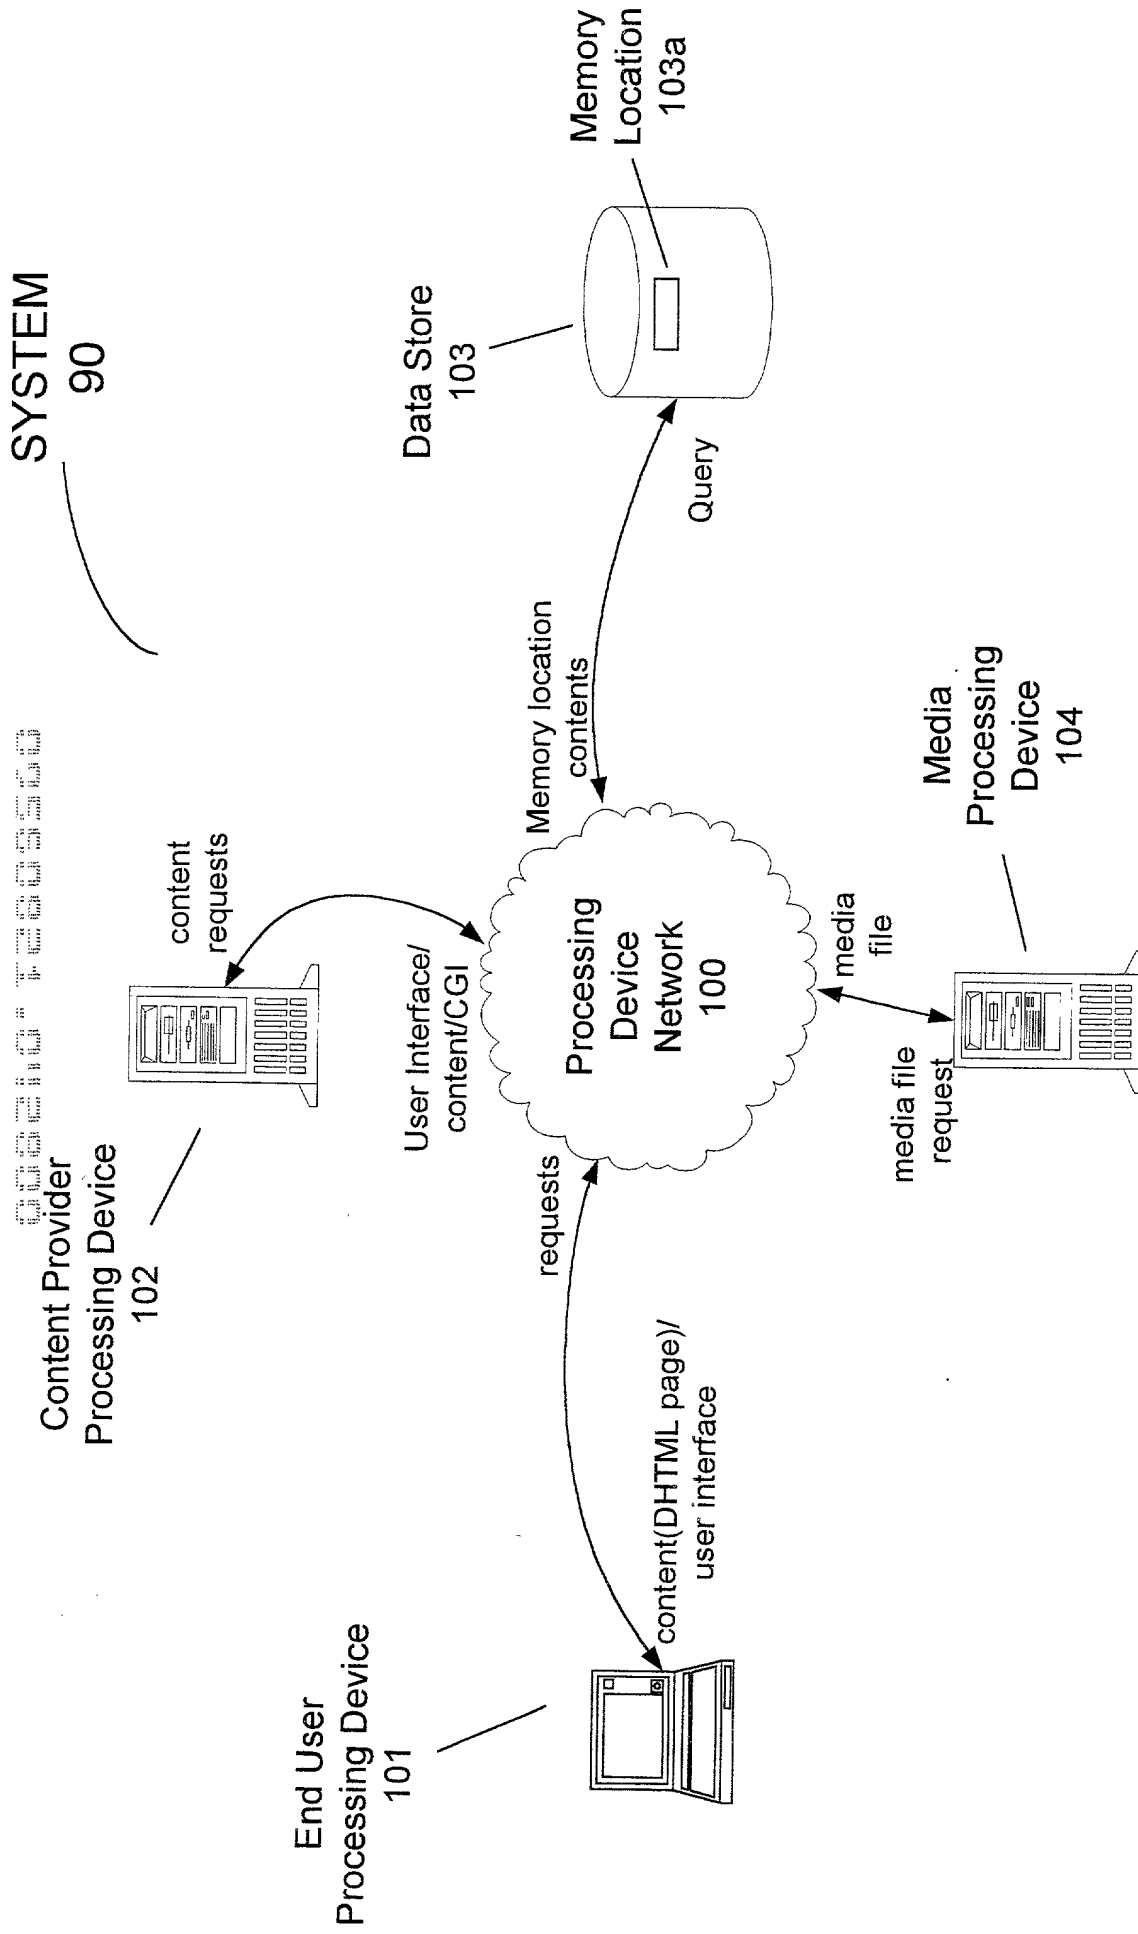 SYSTEM
90
Content Provider
Processing Device
102
content
requests
User Interface/
content/CGI
End User
Processing Device
101
content(DHTML page)/
user interface
requests
Processing
Device
Network
100
Memory location
contents
Query
Data Store
103
Memory
Location
103a
media
file
media file
request
Media
Processing
Device
104